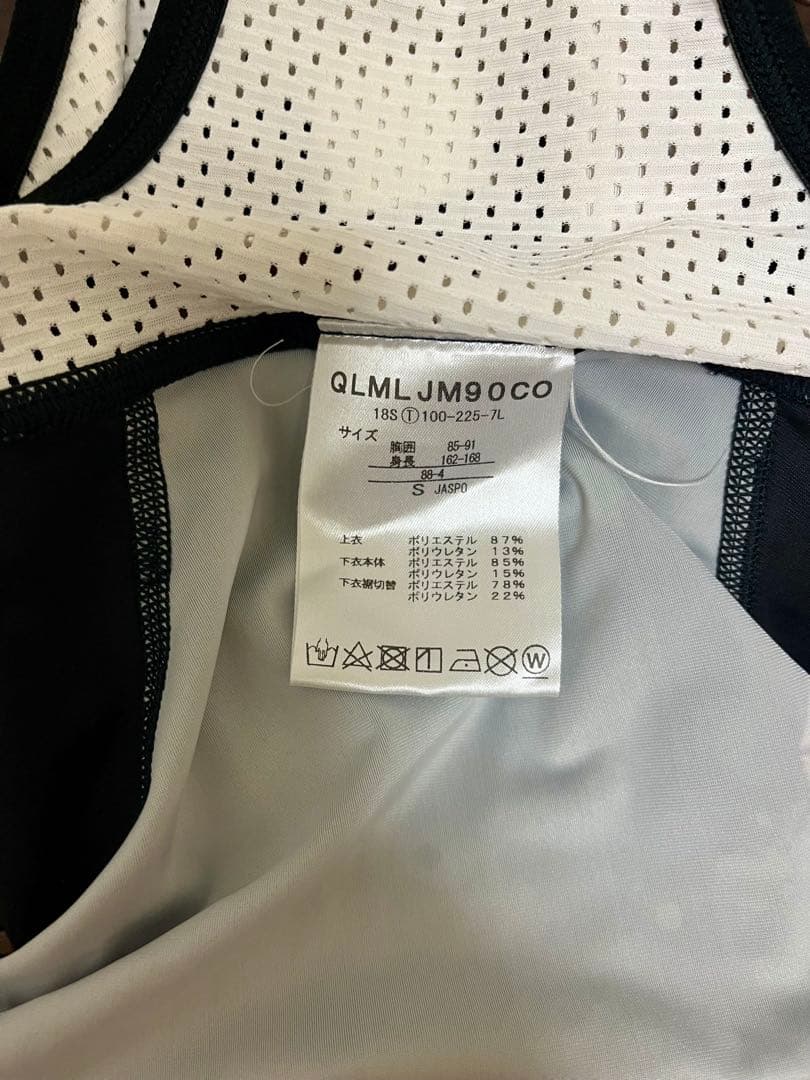 QLMLJM90CO
18S Ⓣ 100-225-7L
サイズ
胸囲 85-91
身長 162-168
88-4
S JASPO
上衣 ポリエステル 87%
ポリウレタン 13%
下衣本体 ポリエステル 85%
ポリウレタン 15%
下衣裾切替 ポリエステル 78%
ポリウレタン 22%
W